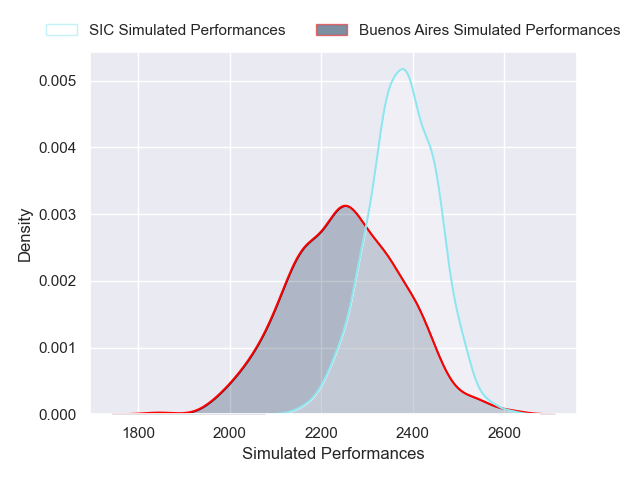 SIC Simulated Performances Buenos Aires Simulated Performances
0.005
0.004
0.003
0.002
0.001
0.000
Density
1800 2000 2200 2400 2600
Simulated Performances